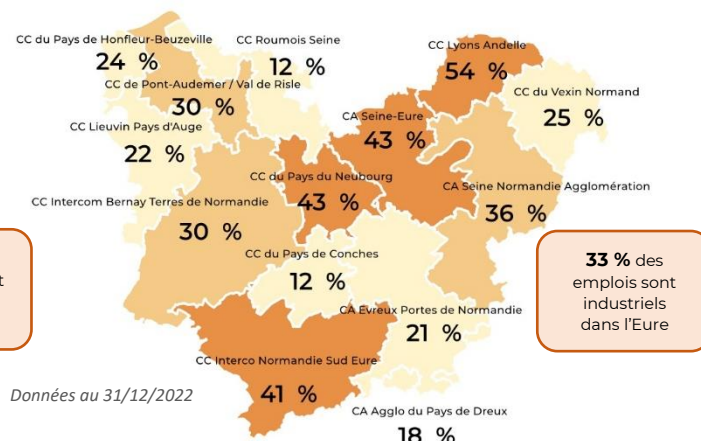 CC du Pays de Honfleur-Beuzeville
24 %
CC Roumois Seine
12 %
CC Lyons Andelle
54 %
CC de Pont-Audemer / Val de Risle
30 %
CA Seine-Eure
43 %
CC du Vexin Normand
25 %
CC Lieuvin Pays d'Auge
22 %
CC du Pays du Neubourg
43 %
CA Seine Normandie Agglomération
36 %
CC Intercom Bernay Terres de Normandie
30 %
CC du Pays de Conches
12 %
t
33 % des
emplois sont
industriels
dans l'Eure
CA Evreux Portes de Normandie
21 %
CC Interco Normandie Sud Eure
41 %
Données au 31/12/2022
CA Agglo du Pays de Dreux
18 %